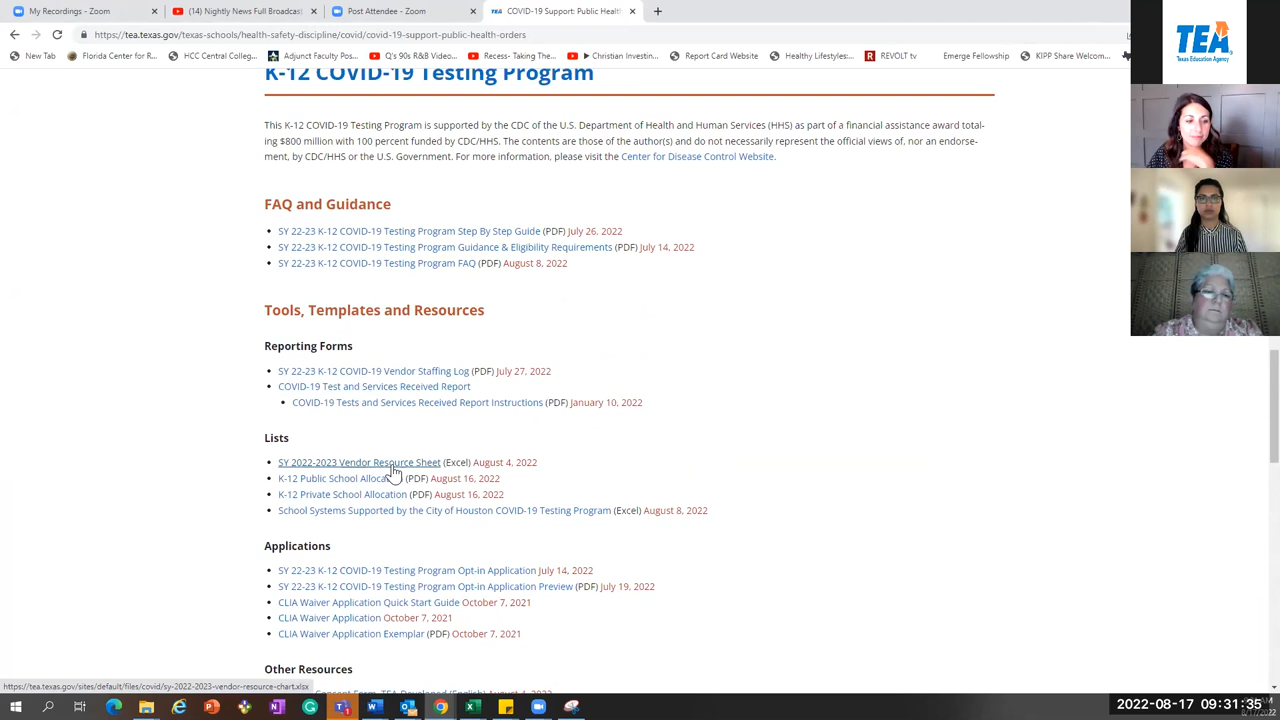 My Recordings - Zoom
(14) Nightly News Full Broadcast
Post Attendee - Zoom
COVID-19 Support: Public Health
https://tea.texas.gov/texas-schools/health-safety-discipline/covid/covid-19-support-public-health-orders
New Tab
Florida Center for R...
HCC Central Colleg...
Adjunct Faculty Pos...
Q's 90s R&B Video...
Recess- Taking The...
Christian Investin...
Report Card Website
Healthy Lifestyles:...
REVOLT tv
Emerge Fellowship
KIPP Share Welcom...
TEA
Texas Education Agency
K-12 COVID-19 Testing Program
This K-12 COVID-19 Testing Program is supported by the CDC of the U.S. Department of Health and Human Services (HHS) as part of a financial assistance award total-
ing $800 million with 100 percent funded by CDC/HHS. The contents are those of the author(s) and do not necessarily represent the official views of, nor an endorse-
ment, by CDC/HHS or the U.S. Government. For more information, please visit the Center for Disease Control Website.
FAQ and Guidance
SY 22-23 K-12 COVID-19 Testing Program Step By Step Guide (PDF) July 26, 2022
SY 22-23 K-12 COVID-19 Testing Program Guidance & Eligibility Requirements (PDF) July 14, 2022
SY 22-23 K-12 COVID-19 Testing Program FAQ (PDF) August 8, 2022
Tools, Templates and Resources
Reporting Forms
SY 22-23 K-12 COVID-19 Vendor Staffing Log (PDF) July 27, 2022
COVID-19 Test and Services Received Report
COVID-19 Tests and Services Received Report Instructions (PDF) January 10, 2022
Lists
SY 2022-2023 Vendor Resource Sheet (Excel) August 4, 2022
K-12 Public School (PDF) August 16, 2022
K-12 Private School Allocation (PDF) August 16, 2022
School Systems Supported by the City of Houston COVID-19 Testing Program (Excel) August 8, 2022
Applications
SY 22-23 K-12 COVID-19 Testing Program Opt-in Application July 14, 2022
SY 22-23 K-12 COVID-19 Testing Program Opt-in Application Preview (PDF) July 19, 2022
CLIA Waiver Application Quick Start Guide October 7, 2021
CLIA Waiver Application October 7, 2021
CLIA Waiver Application Exemplar (PDF) October 7, 2021
Other Resources
https://tea.texas.gov/sites/default/files/covid/sy-2022-2023-vendor-resource-chart.xlsx
2022-08-17 09:31:35
8/17/2022